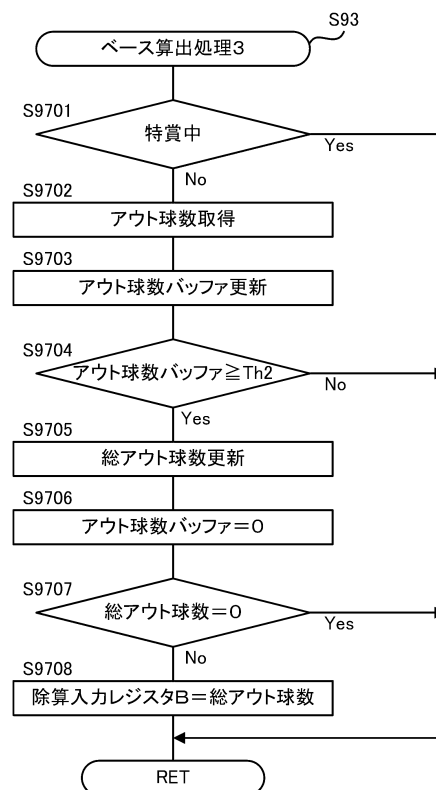 S93
ベース算出処理3
S9701
特賞中
Yes
No
S9702
アウト球数取得
S9703
アウト球数バッファ更新
S9704
アウト球数バッファ≧Th2
No
Yes
S9705
総アウト球数更新
S9706
アウト球数バッファ=0
S9707
総アウト球数=0
Yes
No
S9708
除算入力レジスタB=総アウト球数
RET